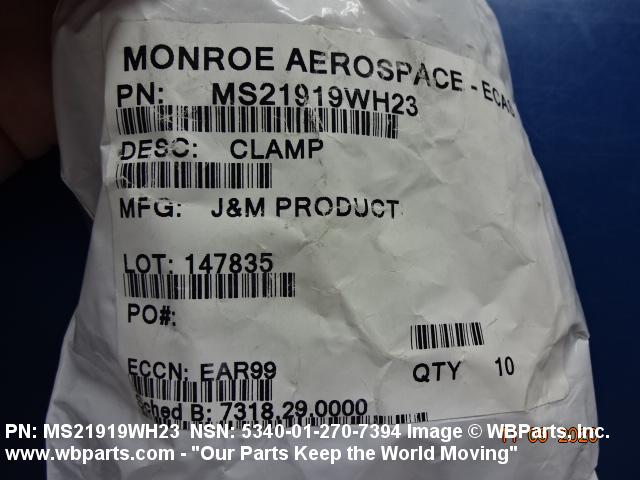 MONROE AEROSPACE - ECAS
PN: MS21919WH23
DESC: CLAMP
MFG: J&M PRODUCT
LOT: 147835
PO#:
ECCN: EAR99
QTY 10
Sched B: 7318.29.0000
PN: MS21919WH23 NSN: 5340-01-270-7394 Image © WBParts, Inc.
www.wbparts.com - "Our Parts Keep the World Moving"